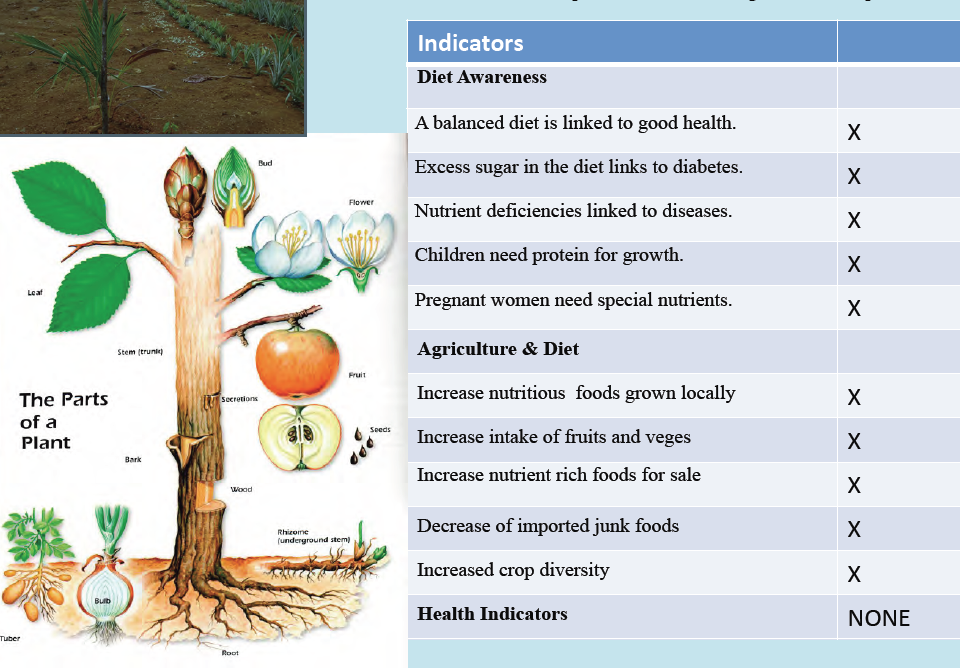 Indicators
Diet Awareness
A balanced diet is linked to good health. X
Excess sugar in the diet links to diabetes. X
Nutrient deficiencies linked to diseases. X
Children need protein for growth. X
Pregnant women need special nutrients. X
Agriculture & Diet
Increase nutritious foods grown locally X
Increase intake of fruits and veges X
Increase nutrient rich foods for sale X
Decrease of imported junk foods X
Increased crop diversity X
Health Indicators NONE
Bud
Flower
Leaf
Stem (trunk)
Fruit
The Parts
of a
Plant
Secretions
Seeds
Bark
Wood
Rhizome
(underground stem)
Bulb
Tuber
Root